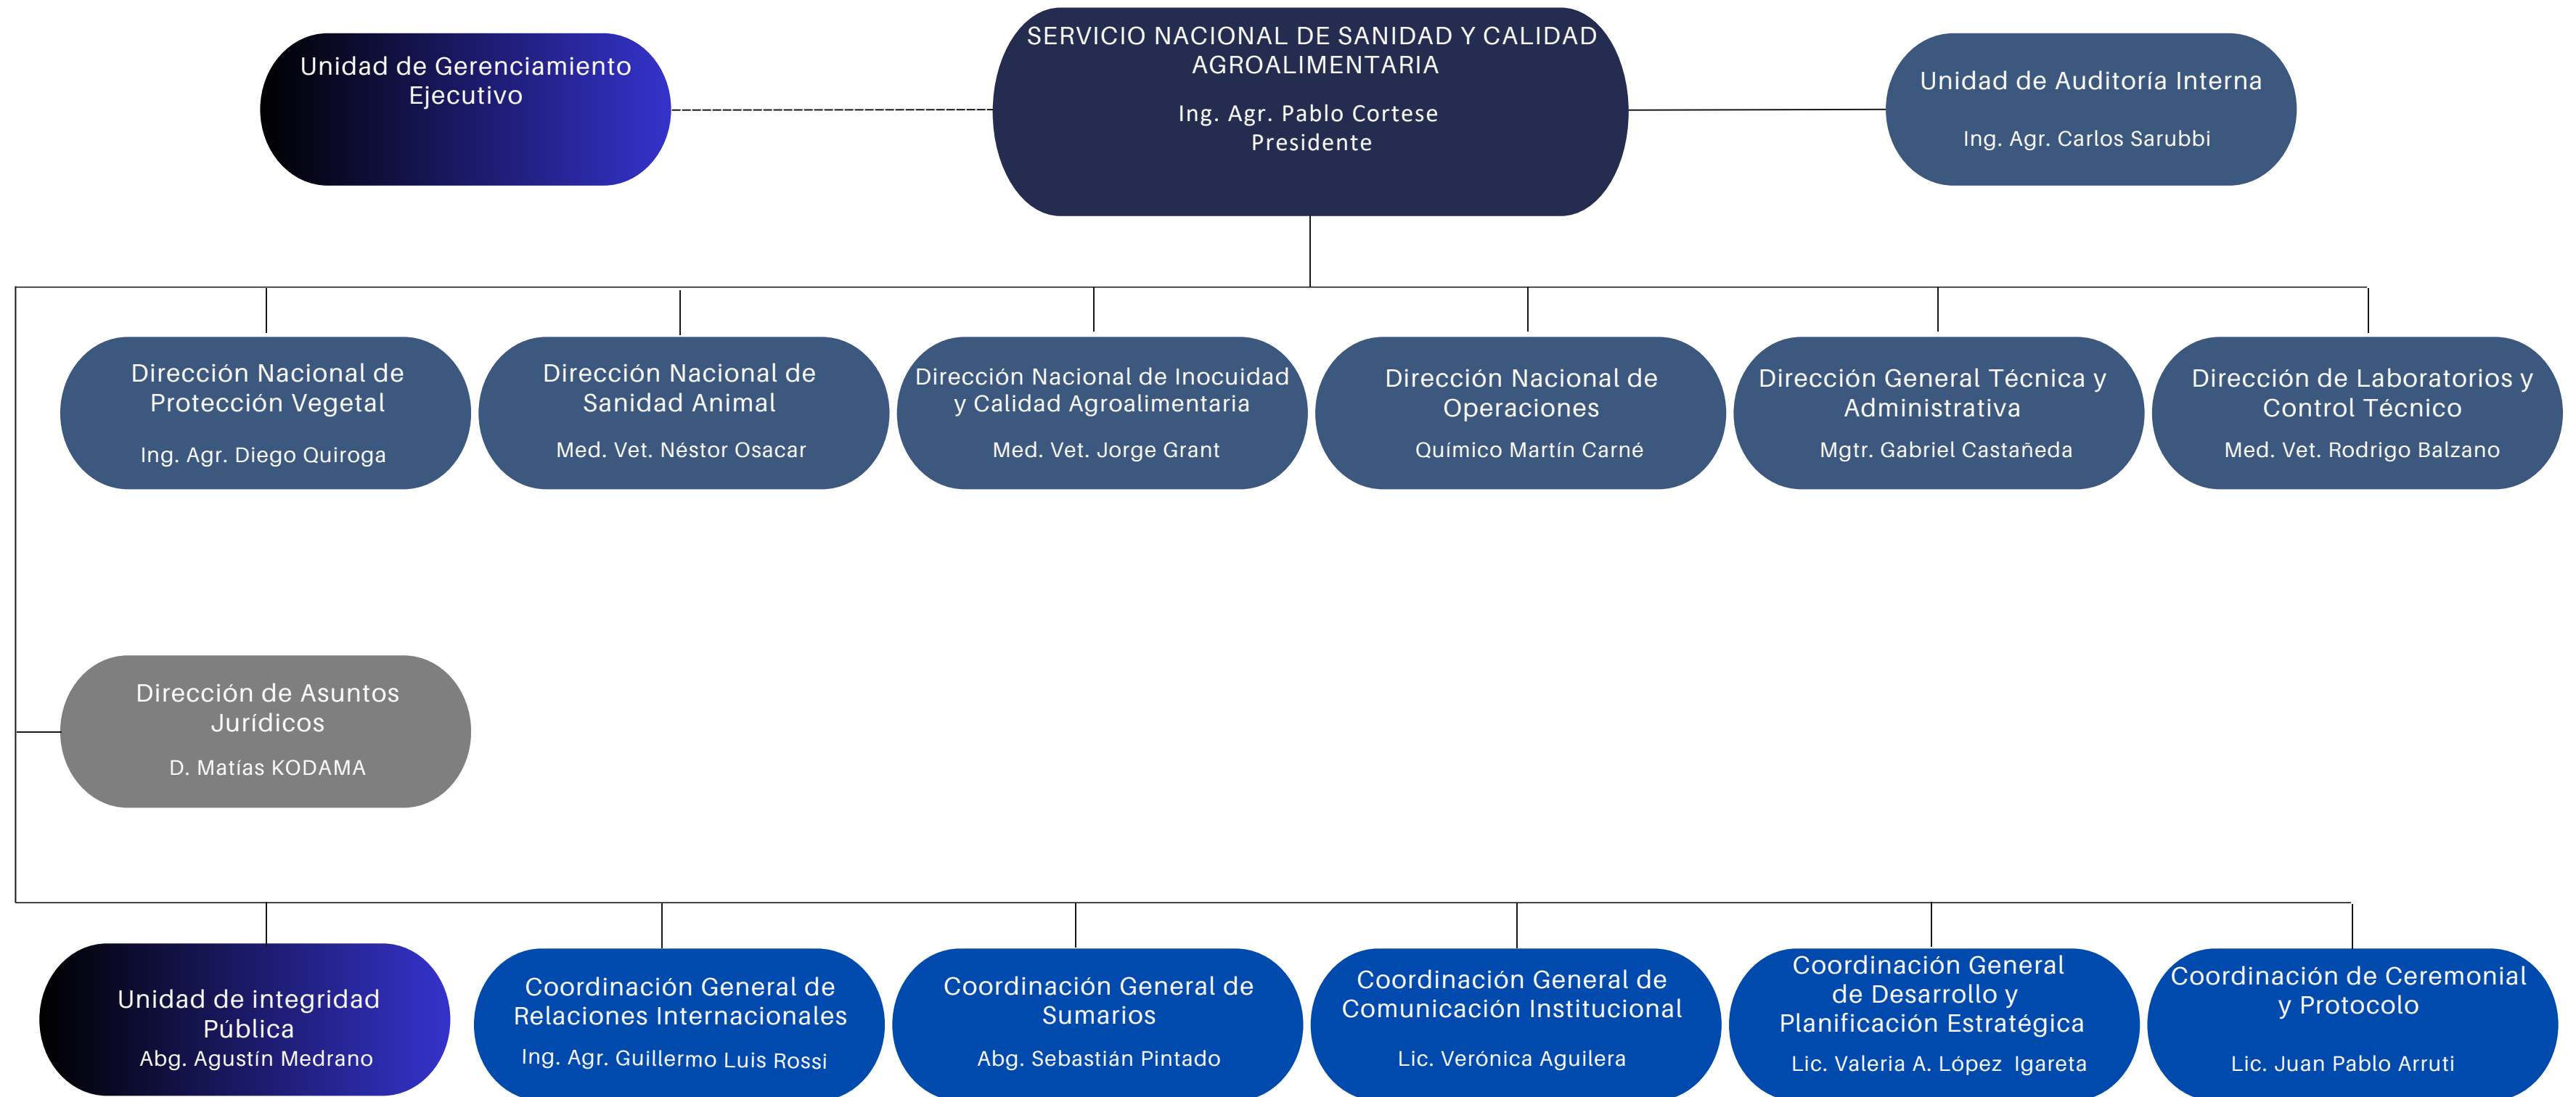 Unidad de Gerenciamiento
Ejecutivo
SERVICIO NACIONAL DE SANIDAD Y CALIDAD
AGROALIMENTARIA
Ing. Agr. Pablo Cortese
Presidente
Unidad de Auditoría Interna
Ing. Agr. Carlos Sarubbi
Dirección Nacional de
Protección Vegetal
Ing. Agr. Diego Quiroga
Dirección Nacional de
Sanidad Animal
Med. Vet. Néstor Osacar
Dirección Nacional de Inocuidad
y Calidad Agroalimentaria
Med. Vet. Jorge Grant
Dirección Nacional de
Operaciones
Químico Martín Carné
Dirección General Técnica y
Administrativa
Mgtr. Gabriel Castañeda
Dirección de Laboratorios y
Control Técnico
Med. Vet. Rodrigo Balzano
Dirección de Asuntos
Jurídicos
D. Matías KODAMA
Unidad de integridad
Pública
Abg. Agustín Medrano
Coordinación General de
Relaciones Internacionales
Ing. Agr. Guillermo Luis Rossi
Coordinación General de
Sumarios
Abg. Sebastián Pintado
Coordinación General de
Comunicación Institucional
Lic. Verónica Aguilera
Coordinación General
de Desarrollo y
Planificación Estratégica
Lic. Valeria A. López Igareta
Coordinación de Ceremonial
y Protocolo
Lic. Juan Pablo Arruti